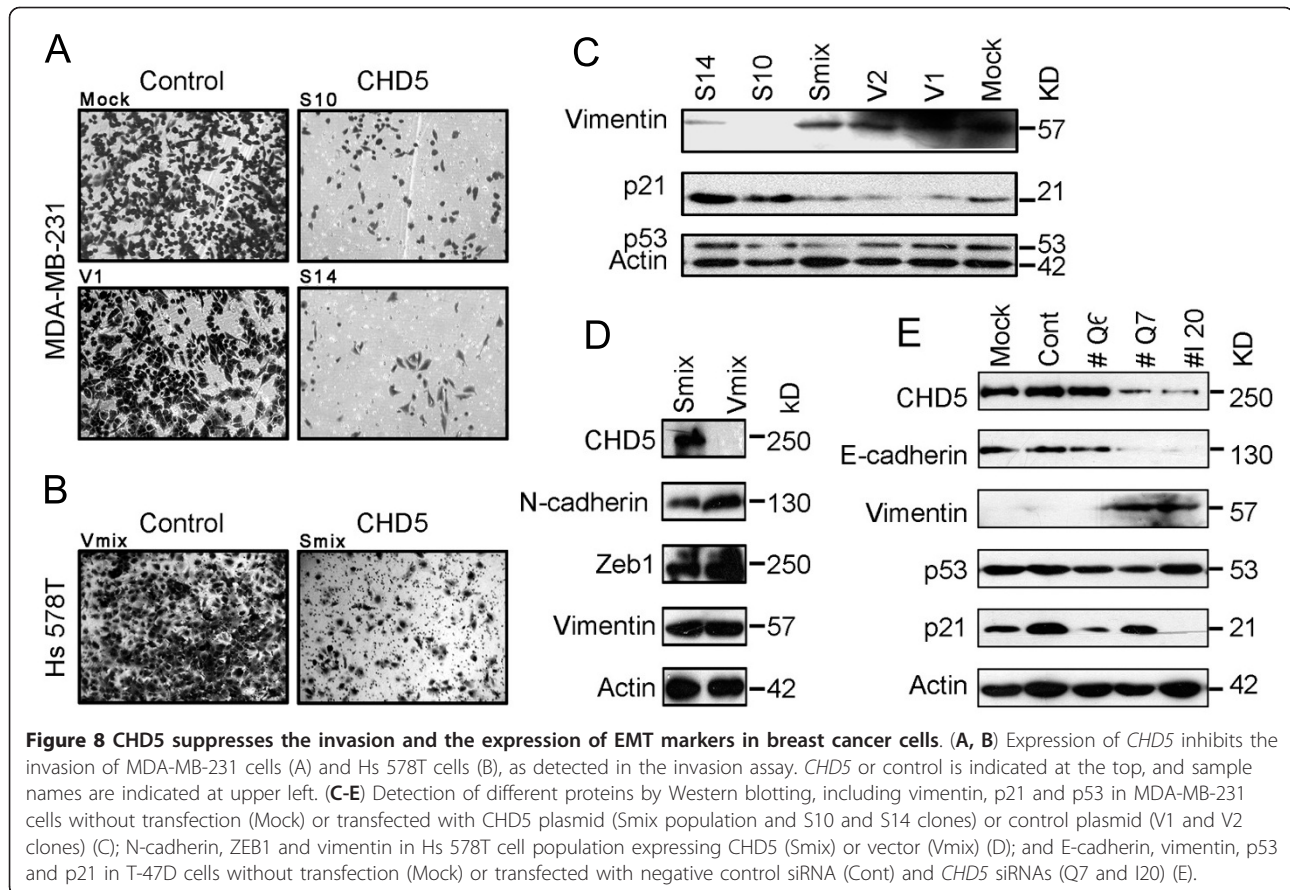 A
Control
CHD5
Mock
S10
V1
S14
MDA-MB-231
B
Control
CHD5
Vmix
Smix
Hs 578T
C
S14
S10
Smix
V2
V1
Mock
KD
Vimentin
57
p21
21
p53
53
Actin
42
D
Smix
Vmix
kD
CHD5
250
N-cadherin
130
Zeb1
250
Vimentin
57
Actin
42
E
Mock
Cont
# Q6
# Q7
#I 20
KD
CHD5
250
E-cadherin
130
Vimentin
57
p53
53
p21
21
Actin
42
Figure 8 CHD5 suppresses the invasion and the expression of EMT markers in breast cancer cells. (A, B) Expression of CHD5 inhibits the
invasion of MDA-MB-231 cells (A) and Hs 578T cells (B), as detected in the invasion assay. CHD5 or control is indicated at the top, and sample
names are indicated at upper left. (C-E) Detection of different proteins by Western blotting, including vimentin, p21 and p53 in MDA-MB-231
cells without transfection (Mock) or transfected with CHD5 plasmid (Smix population and S10 and S14 clones) or control plasmid (V1 and V2
clones) (C); N-cadherin, ZEB1 and vimentin in Hs 578T cell population expressing CHD5 (Smix) or vector (Vmix) (D); and E-cadherin, vimentin, p53
and p21 in T-47D cells without transfection (Mock) or transfected with negative control siRNA (Cont) and CHD5 siRNAs (Q7 and I20) (E).